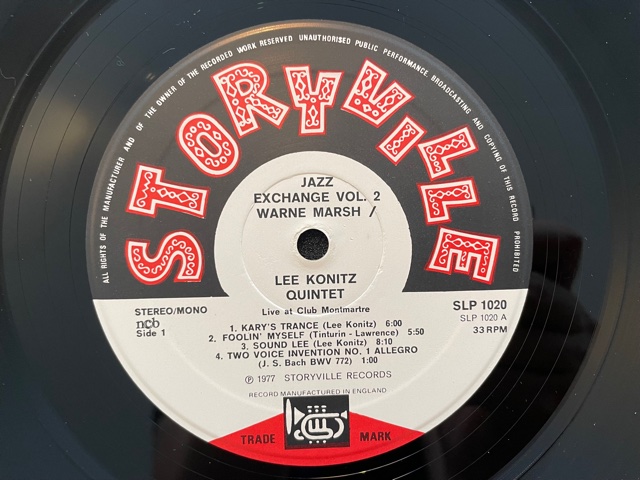 ALL RIGHTS OF THE MANUFACTURER AND OF THE OWNER OF THE RECORDED WORK RESERVED UNAUTHORISED PUBLIC PERFORMANCE BROADCASTING AND COPYING OF THIS RECORD PROHIBITED
STORYVILLE
JAZZ
EXCHANGE VOL. 2
WARNE MARSH /
LEE KONITZ
QUINTET
Live at Club Montmartre
STEREO/MONO
ncb
Side 1
SLP 1020
SLP 1020 A
33 RPM
1. KARY'S TRANCE (Lee Konitz) 6:00
2. FOOLIN' MYSELF (Tinturin - Lawrence) 5:50
3. SOUND LEE (Lee Konitz) 8:10
4. TWO VOICE INVENTION NO. 1 ALLEGRO
(J. S. Bach BWV 772) 1:00
℗ 1977 STORYVILLE RECORDS
RECORD MANUFACTURED IN ENGLAND
TRADE MARK